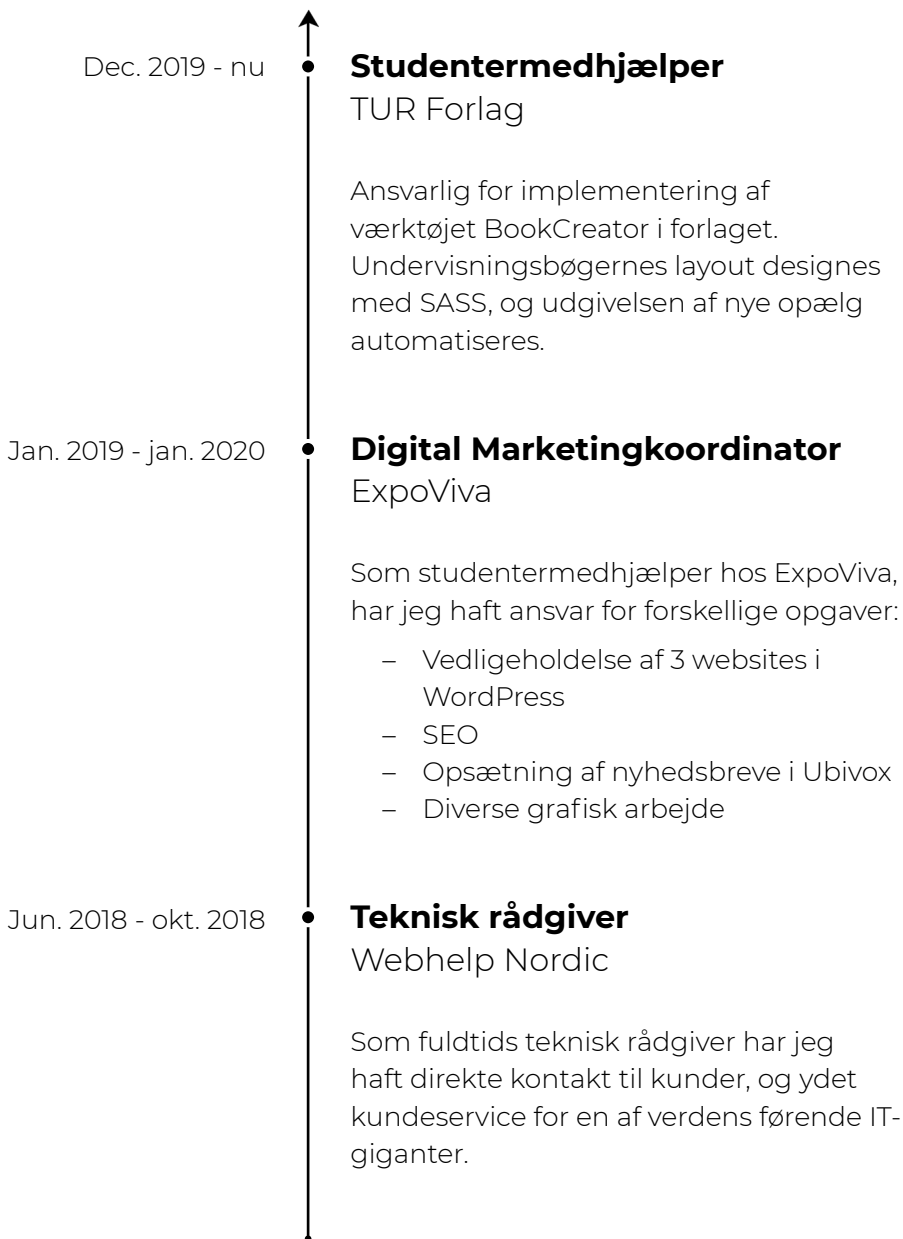 Dec. 2019 - nu
Studentermedhjælper
TUR Forlag
Ansvarlig for implementering af
værktøjet BookCreator i forlaget.
Undervisningsbøgernes layout designes
med SASS, og udgivelsen af nye opælg
automatiseres.
Jan. 2019 - jan. 2020
Digital Marketingkoordinator
ExpoViva
Som studentermedhjælper hos ExpoViva,
har jeg haft ansvar for forskellige opgaver:
– Vedligeholdelse af 3 websites i
WordPress
– SEO
– Opsætning af nyhedsbreve i Ubivox
– Diverse grafisk arbejde
Jun. 2018 - okt. 2018
Teknisk rådgiver
Webhelp Nordic
Som fuldtids teknisk rådgiver har jeg
haft direkte kontakt til kunder, og ydet
kundeservice for en af verdens førende IT-
giganter.